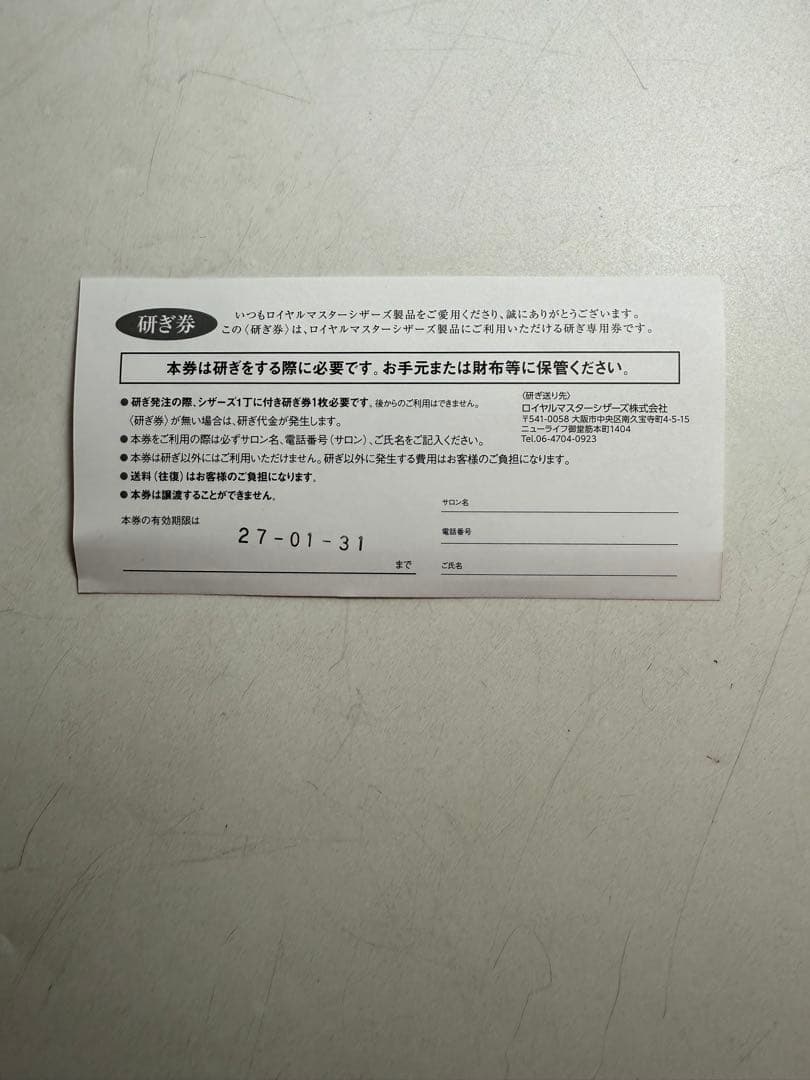 研ぎ券
いつもロイヤルマスターシザーズ製品をご愛用くださり、誠にありがとうございます。
この〈研ぎ券〉は、ロイヤルマスターシザーズ製品にご利用いただける研ぎ専用券です。
本券は研ぎをする際に必要です。お手元または財布等に保管ください。
●研ぎ発注の際、シザーズ1丁に付き研ぎ券1枚必要です。後からのご利用はできません。
〈研ぎ券〉が無い場合は、研ぎ代金が発生します。
●本券をご利用の際は必ずサロン名、電話番号(サロン)、ご氏名をご記入ください。
●本券は研ぎ以外にはご利用いただけません。研ぎ以外に発生する費用はお客様のご負担になります。
●送料(往復)はお客様のご負担になります。
●本券は譲渡することができません。
〈研ぎ送り先〉
ロイヤルマスターシザーズ株式会社
〒541-0058 大阪市中央区南久宝寺町4-5-15
ニューライフ御堂筋本町1404
Tel.06-4704-0923
本券の有効期限は
27-01-31
まで
サロン名
電話番号
ご氏名